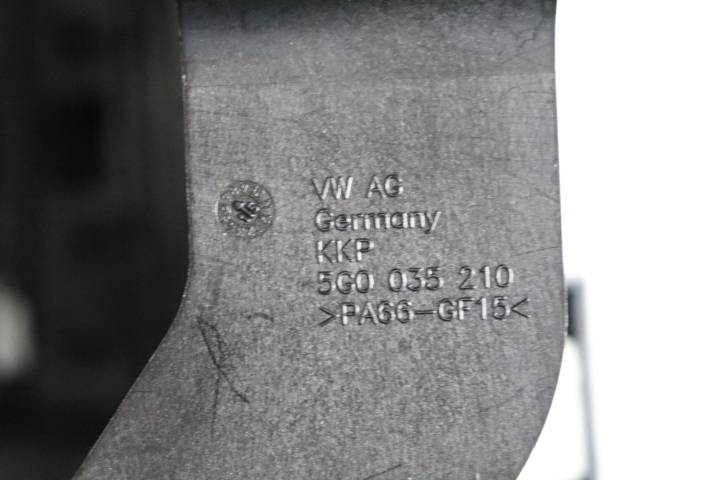 VW AG
Germany
KKP
5G0 035 210
>PA66-GF15<